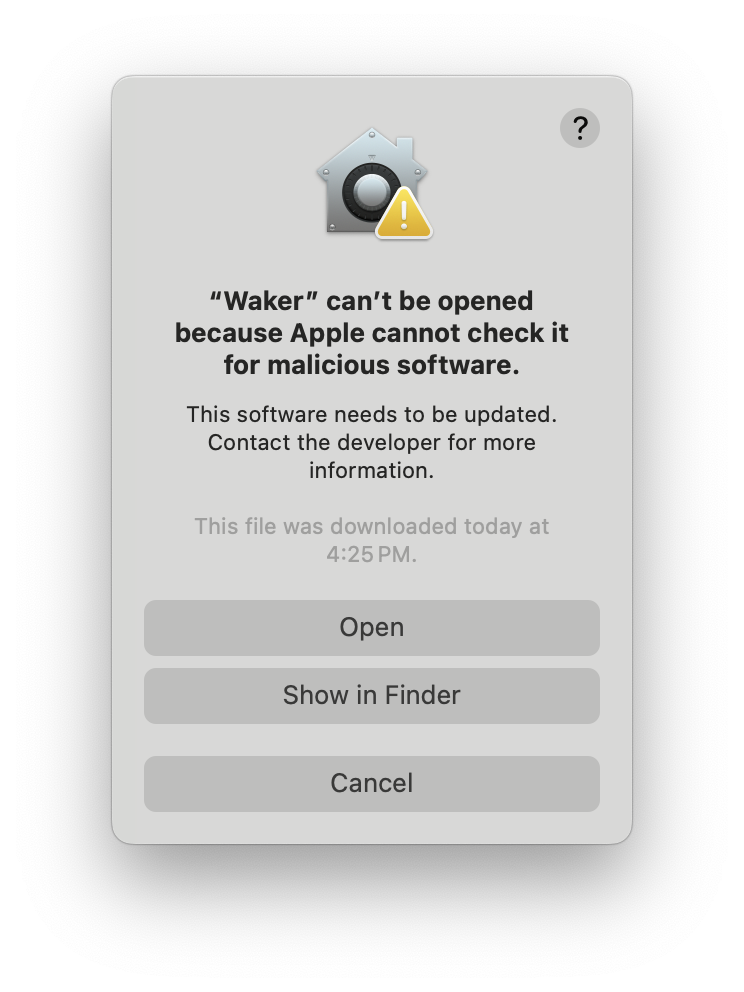 ?
“Waker” can’t be opened
because Apple cannot check it
for malicious software.
This software needs to be updated.
Contact the developer for more
information.
This file was downloaded today at
4:25 PM.
Open
Show in Finder
Cancel